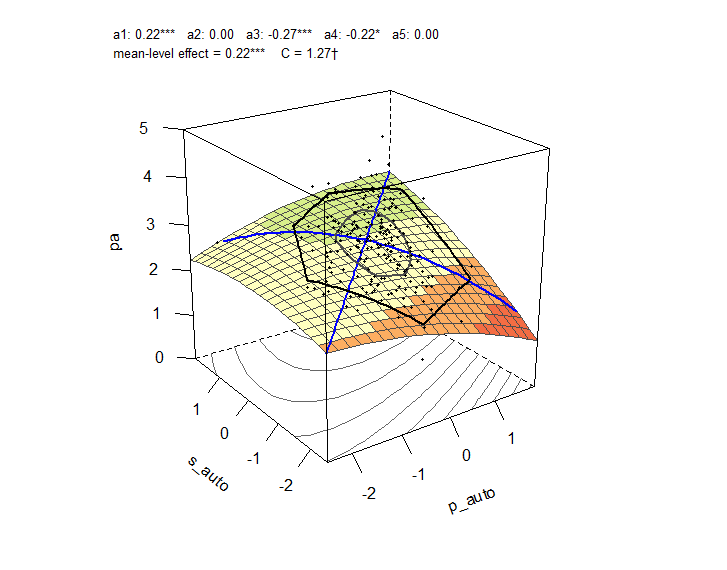 a1: 0.22*** a2: 0.00 a3: -0.27*** a4: -0.22* a5: 0.00
mean-level effect = 0.22*** C = 1.27†
5
4
3
2
1
0
pa
1
0
-1
-2
s_auto
-2
-1
0
1
p_auto